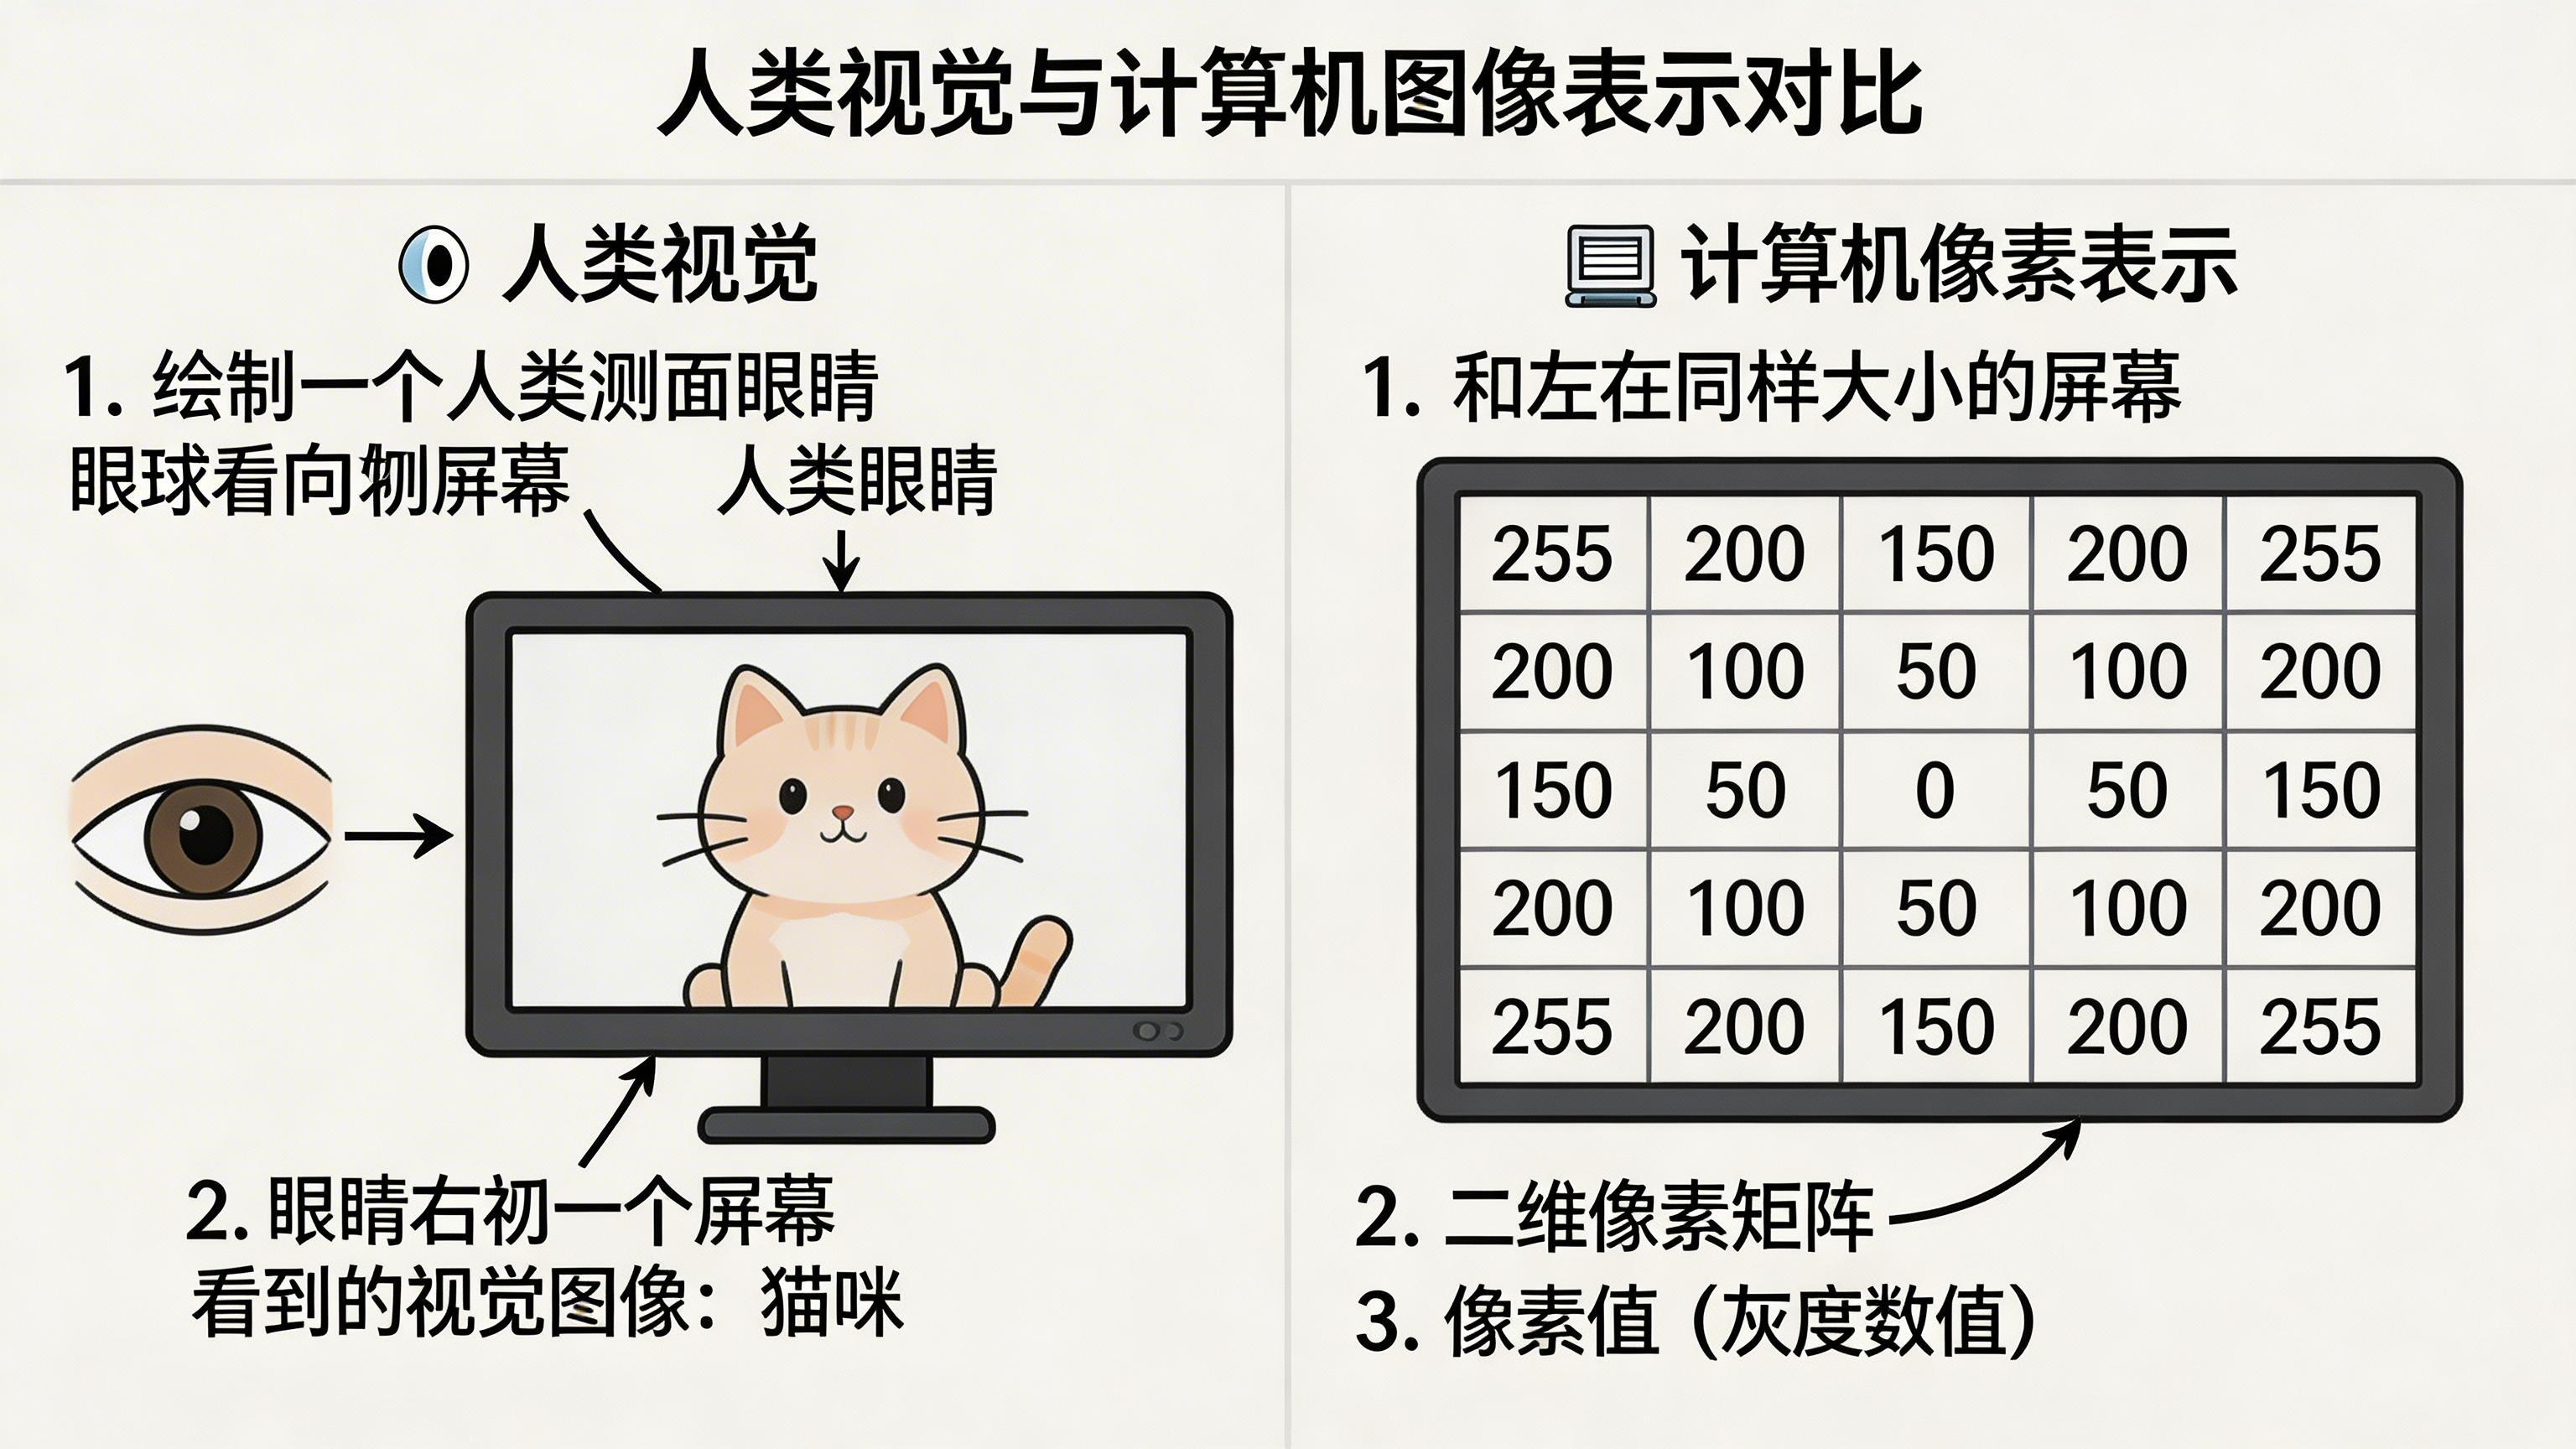 人类视觉与计算机图像表示对比
人类视觉
1. 绘制一个人类测面眼睛
眼球看向屏幕
人类眼睛
2. 眼睛右初一个屏幕
看到的视觉图像：猫咪
计算机像素表示
1. 和左在同样大小的屏幕
255 200 150 200 255
200 100 50 100 200
150 50 0 50 150
200 100 50 100 200
255 200 150 200 255
2. 二维像素矩阵
3. 像素值（灰度数值）